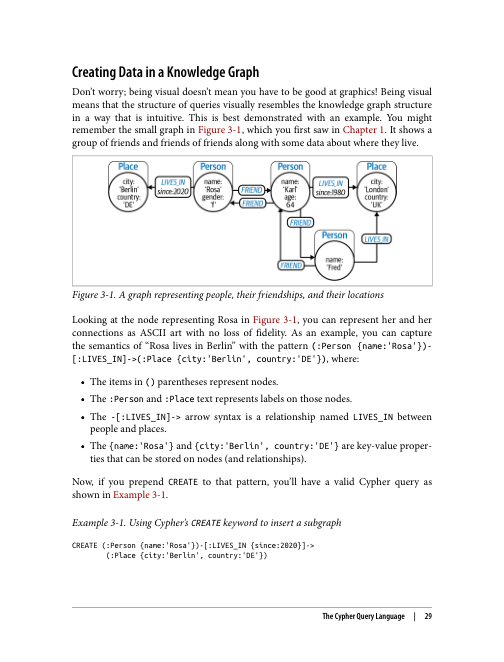 Creating Data in a Knowledge Graph
Don't worry; being visual doesn't mean you have to be good at graphics! Being visual
means that the structure of queries visually resembles the knowledge graph structure
in a way that is intuitive. This is best demonstrated with an example. You might
remember the small graph in Figure 3-1, which you first saw in Chapter 1. It shows a
group of friends and friends of friends along with some data about where they live.
Place
Person
Person
Place
city:
'Berlin'
country:
'DE'
LIVES_IN
since:2020
name:
'Rosa'
gender:
'f'
FRIEND
FRIEND
name:
'Karl'
age:
64
LIVES_IN
since:1980
city:
'London'
country:
'UK'
FRIEND
Person
LIVES_IN
name:
'Fred'
FRIEND
Figure 3-1. A graph representing people, their friendships, and their locations
Looking at the node representing Rosa in Figure 3-1, you can represent her and her
connections as ASCII art with no loss of fidelity. As an example, you can capture
the semantics of “Rosa lives in Berlin” with the pattern (:Person {name:'Rosa'})-
[:LIVES_IN]->(:Place {city:'Berlin', country:'DE'}), where:
• The items in () parentheses represent nodes.
• The :Person and :Place text represents labels on those nodes.
• The -[:LIVES_IN]-> arrow syntax is a relationship named LIVES_IN between
people and places.
• The {name:'Rosa'} and {city:'Berlin', country:'DE'} are key-value proper-
ties that can be stored on nodes (and relationships).
Now, if you prepend CREATE to that pattern, you'll have a valid Cypher query as
shown in Example 3-1.
Example 3-1. Using Cypher's CREATE keyword to insert a subgraph
CREATE (:Person {name:'Rosa'})-[:LIVES_IN {since:2020}]->
(:Place {city:'Berlin', country:'DE'})
The Cypher Query Language | 29